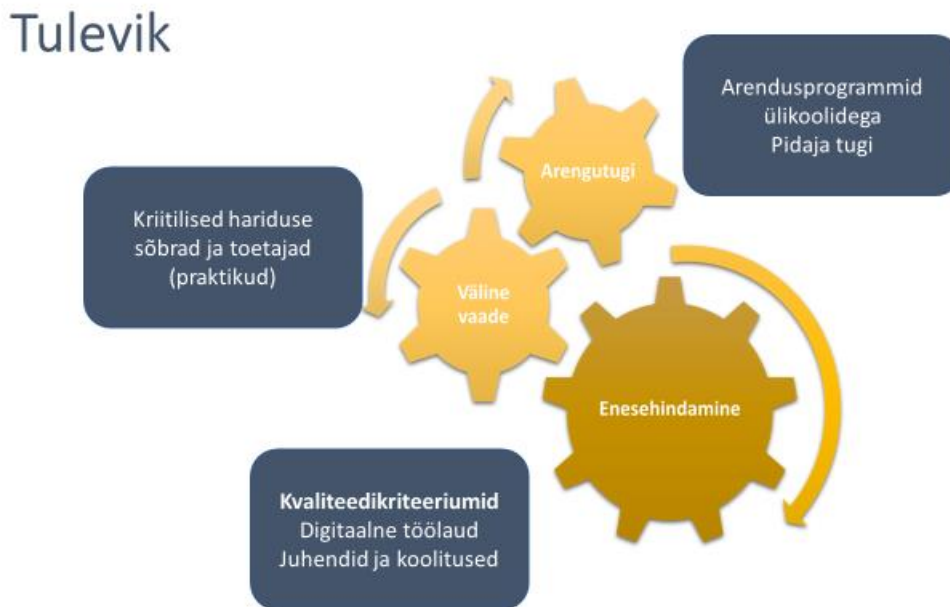 Tulevik
Arendusprogrammid
ülikoolidega
Pidaja tugi
Arengutugi
Kriitilised hariduse
sõbrad ja toetajad
(praktikud)
Väline
vaade
Enesehindamine
Kvaliteedikriteeriumid
Digitaalne töölaud
Juhendid ja koolitused